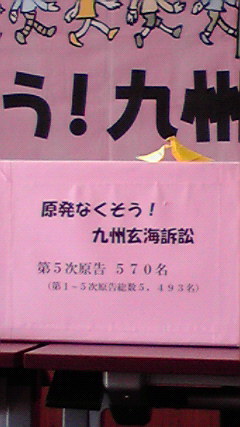 う！九州
原発なくそう！
九州玄海訴訟
第５次原告 ５７０名
（第１～５次原告総数５，４９３名）